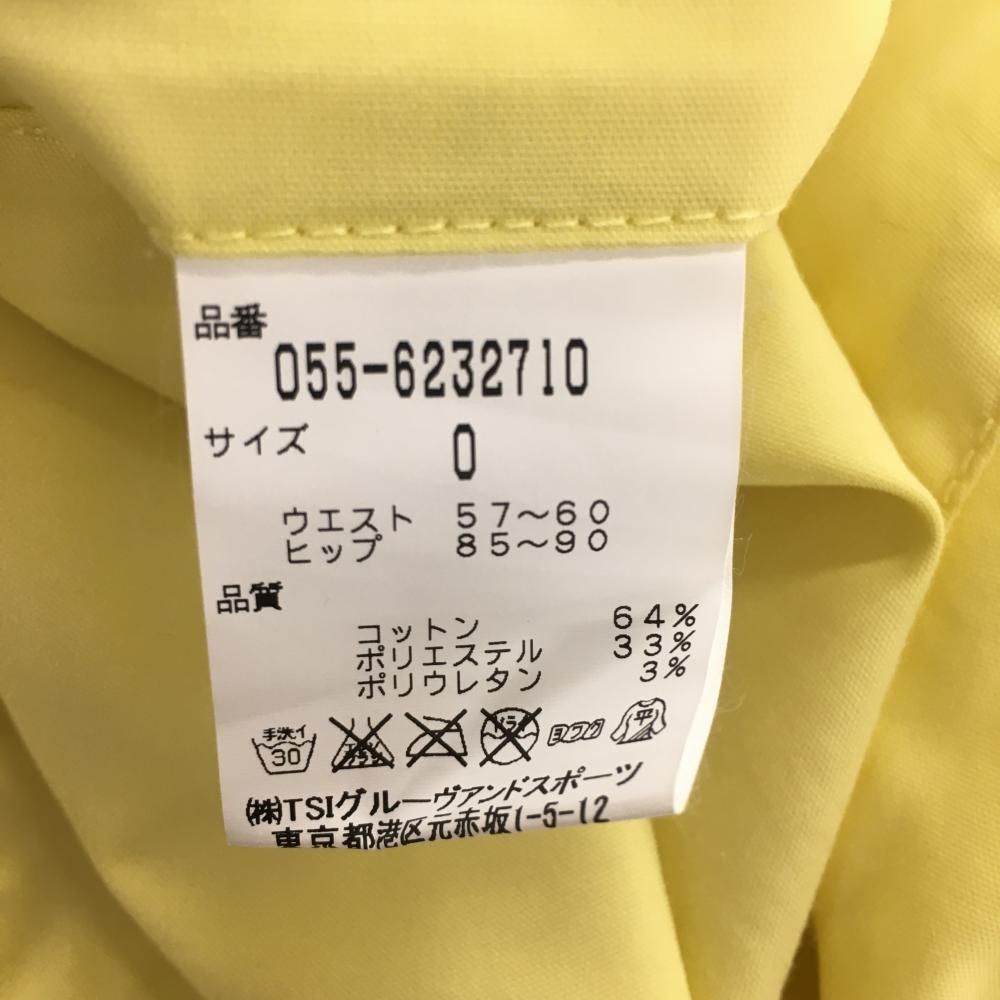 品番
055-6232710
サイズ 0
ウエスト 57〜60
ヒップ 85〜90
品質
コットン 64%
ポリエステル 33%
ポリウレタン 3%
手洗イ 30 ドライ ヨワク 平
㈱TSIグルーヴアンドスポーツ
東京都港区元赤坂1-5-12